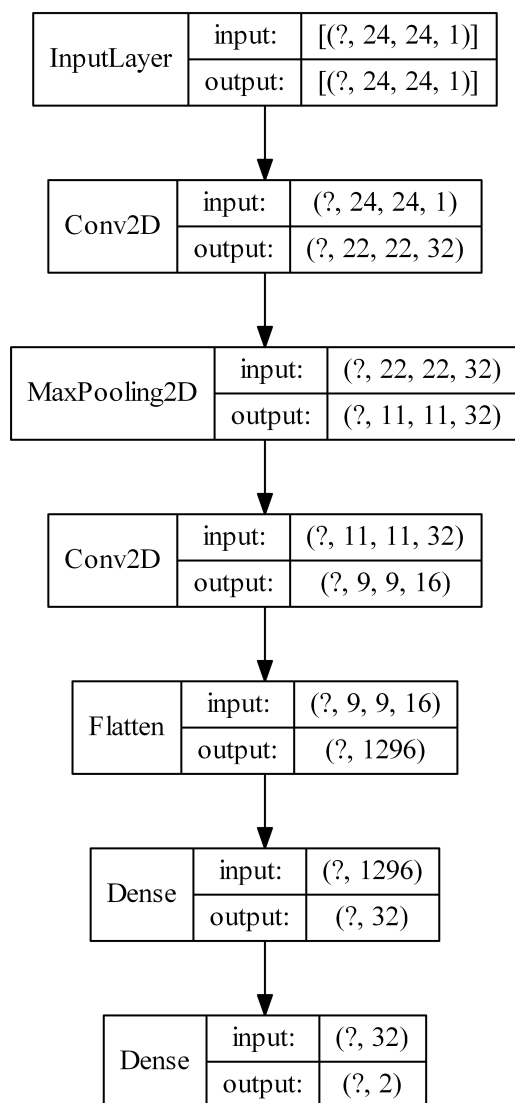 InputLayer
input: [(?, 24, 24, 1)]
output: [(?, 24, 24, 1)]
Conv2D
input: (?, 24, 24, 1)
output: (?, 22, 22, 32)
MaxPooling2D
input: (?, 22, 22, 32)
output: (?, 11, 11, 32)
Conv2D
input: (?, 11, 11, 32)
output: (?, 9, 9, 16)
Flatten
input: (?, 9, 9, 16)
output: (?, 1296)
Dense
input: (?, 1296)
output: (?, 32)
Dense
input: (?, 32)
output: (?, 2)